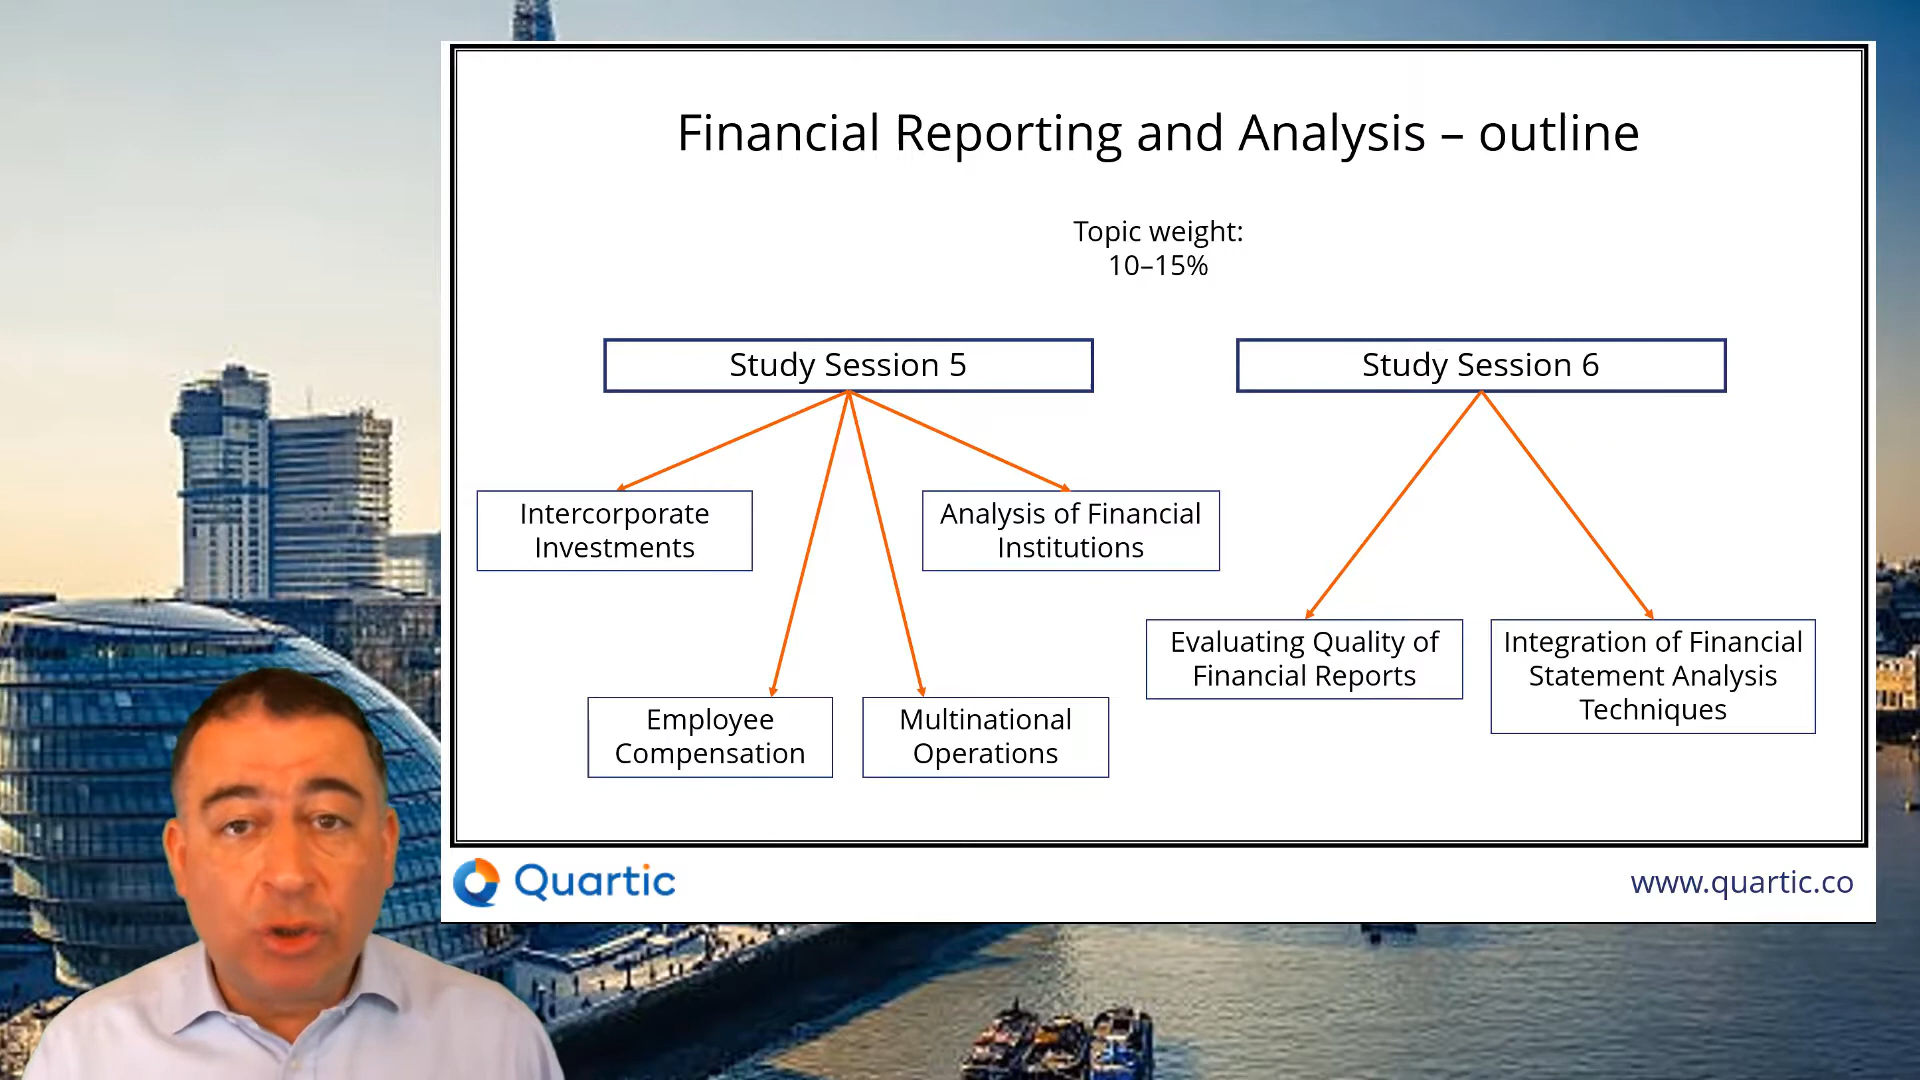 Financial Reporting and Analysis – outline
Topic weight:
10–15%
Study Session 5
Study Session 6
Intercorporate
Investments
Analysis of Financial
Institutions
Employee
Compensation
Multinational
Operations
Evaluating Quality of
Financial Reports
Integration of Financial
Statement Analysis
Techniques
Quartic
www.quartic.co